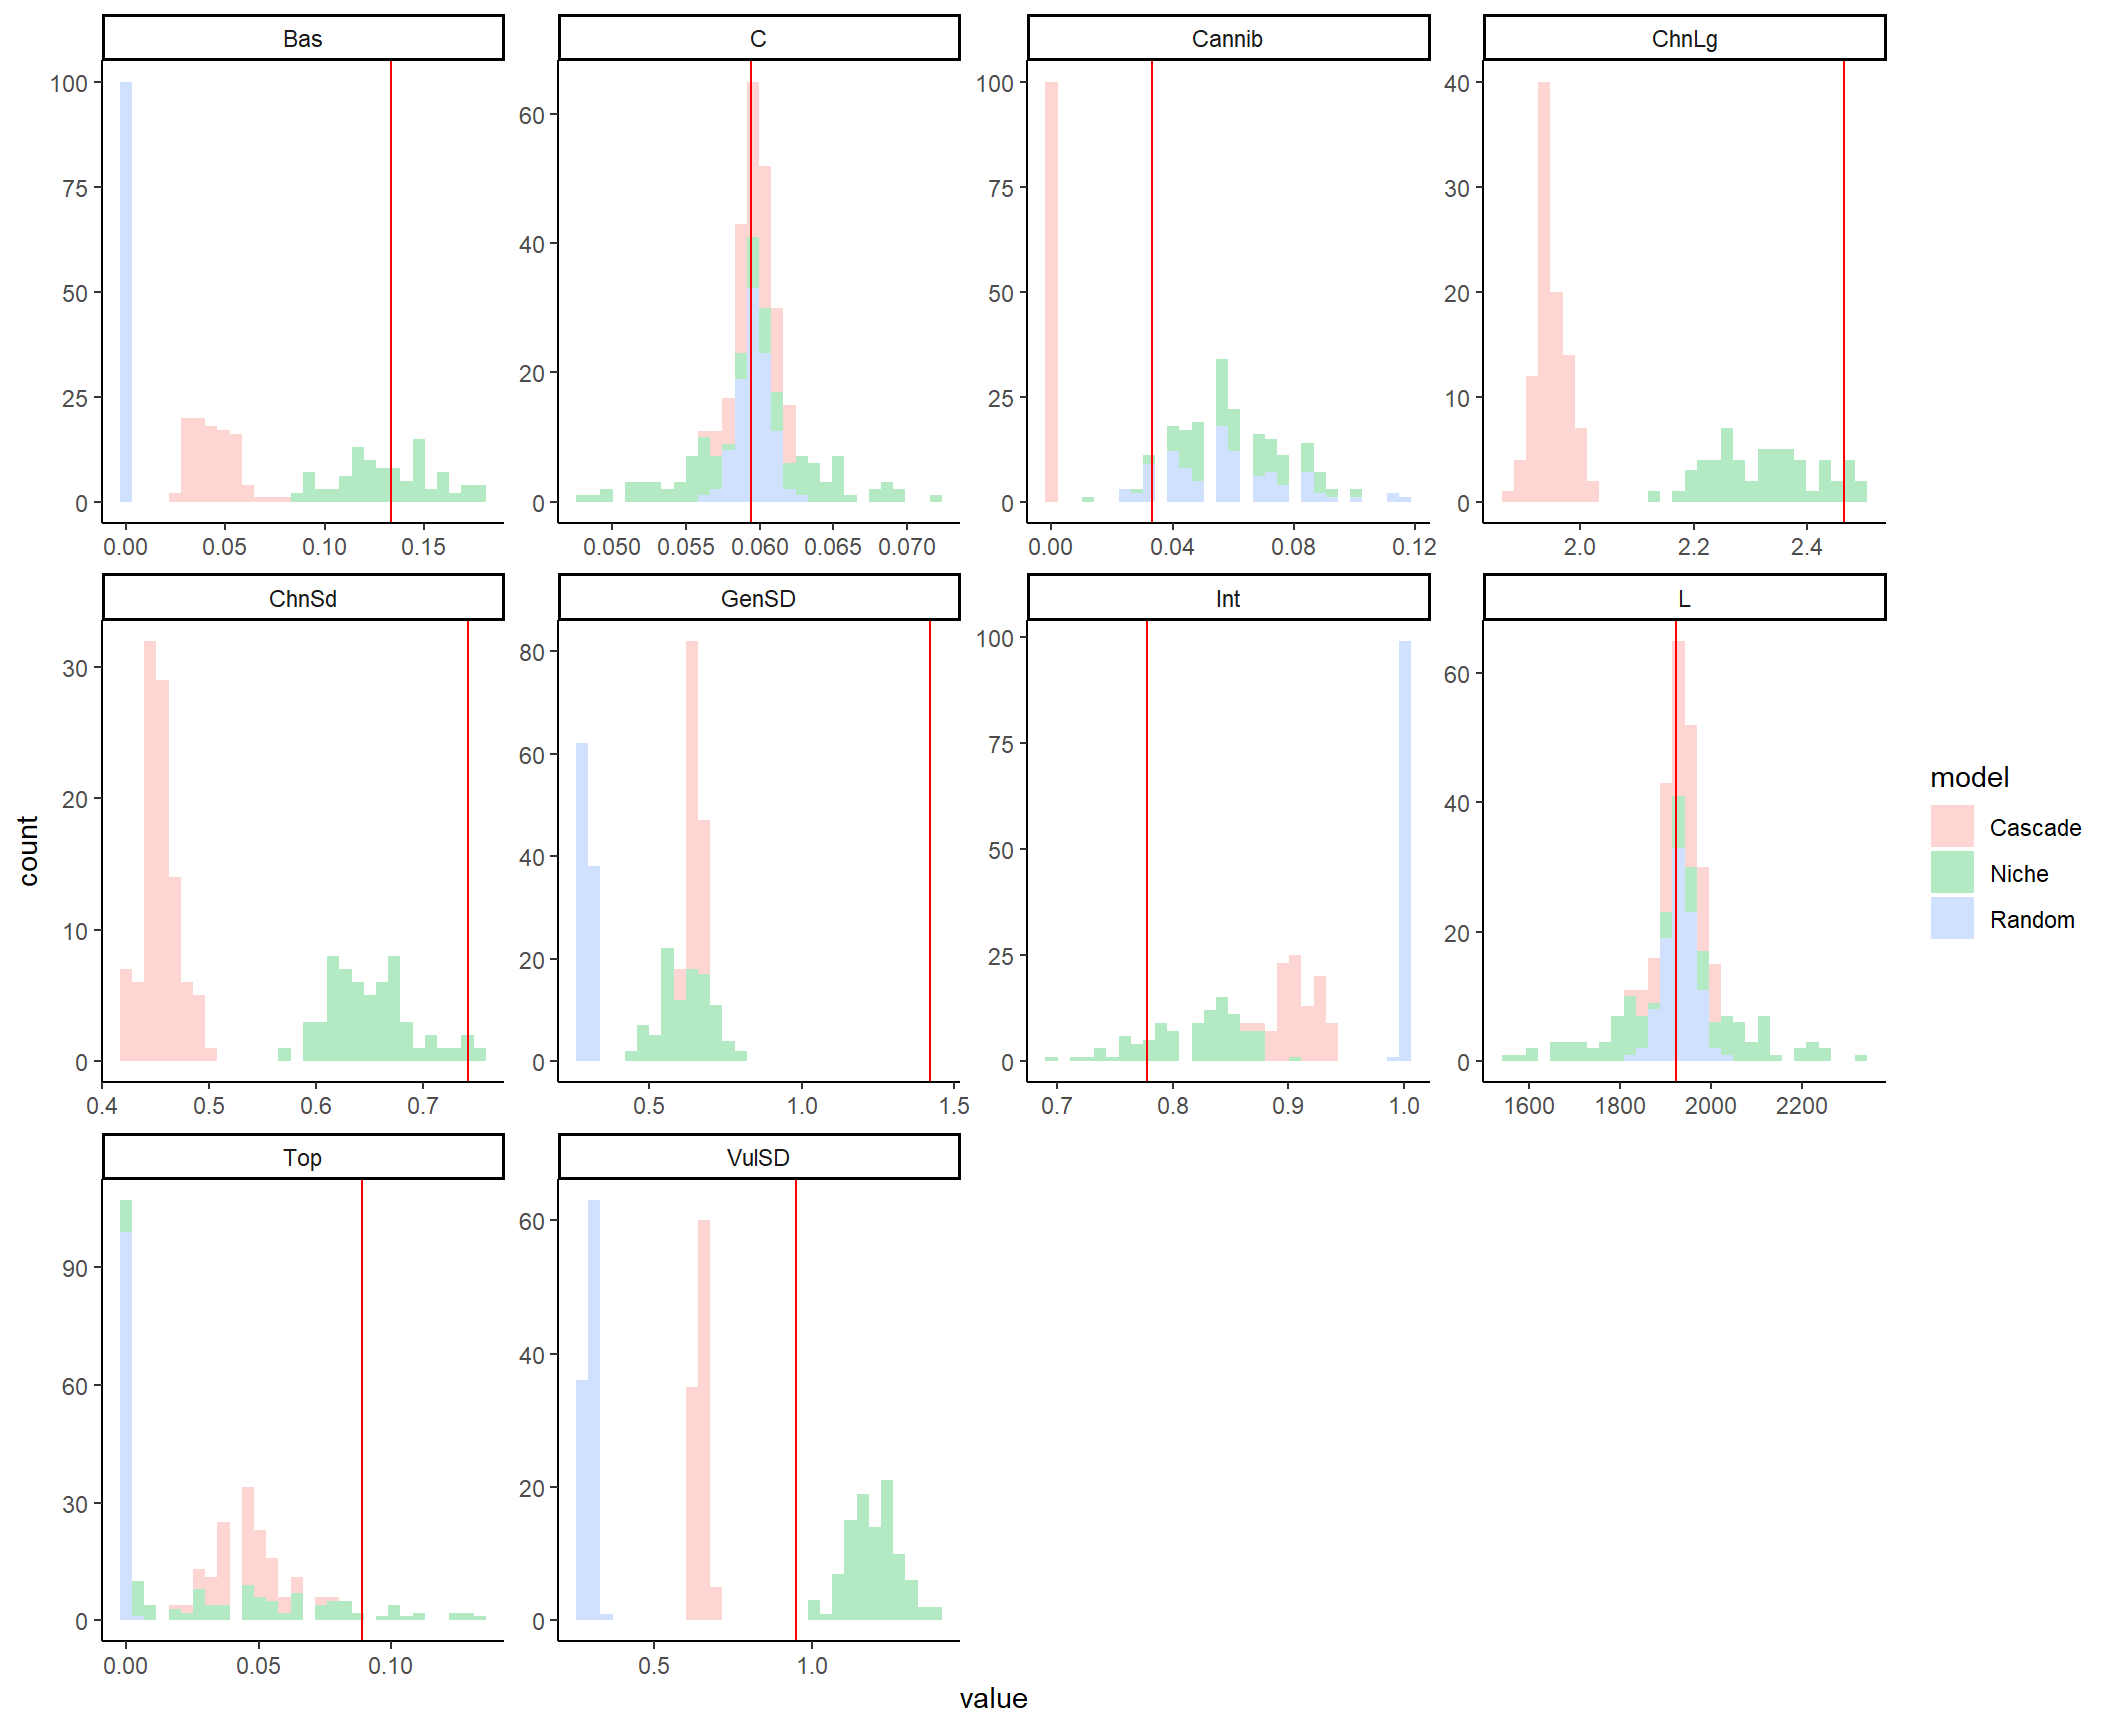 Bas C Cannib ChnLg
100 75 50 25 0
60 40 20 0
100 75 50 25 0
40 30 20 10 0
0.00 0.05 0.10 0.15
0.050 0.055 0.060 0.065 0.070
0.00 0.04 0.08 0.12
2.0 2.2 2.4
ChnSd GenSD Int L
30 20 10 0
80 60 40 20 0
100 75 50 25 0
60 40 20 0
0.4 0.5 0.6 0.7
0.5 1.0 1.5
0.7 0.8 0.9 1.0
1600 1800 2000 2200
Top VulSD
90 60 30 0
60 40 20 0
0.00 0.05 0.10
0.5 1.0
count
value
model
Cascade
Niche
Random